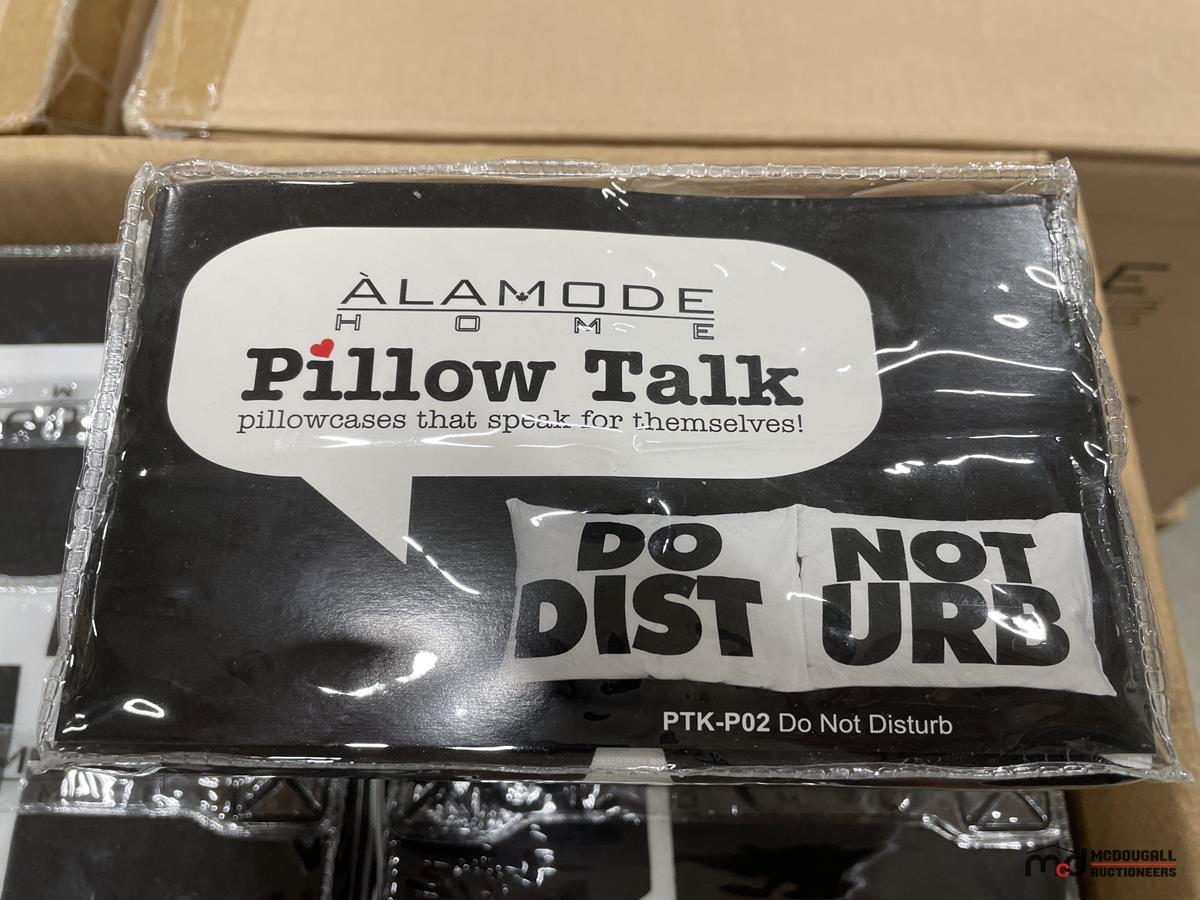 ÀLAMODE
HOME
Pillow Talk
pillowcases that speak for themselves!
DO NOT
DIST URB
PTK-P02 Do Not Disturb
mcd MCDOUGALL
AUCTIONEERS